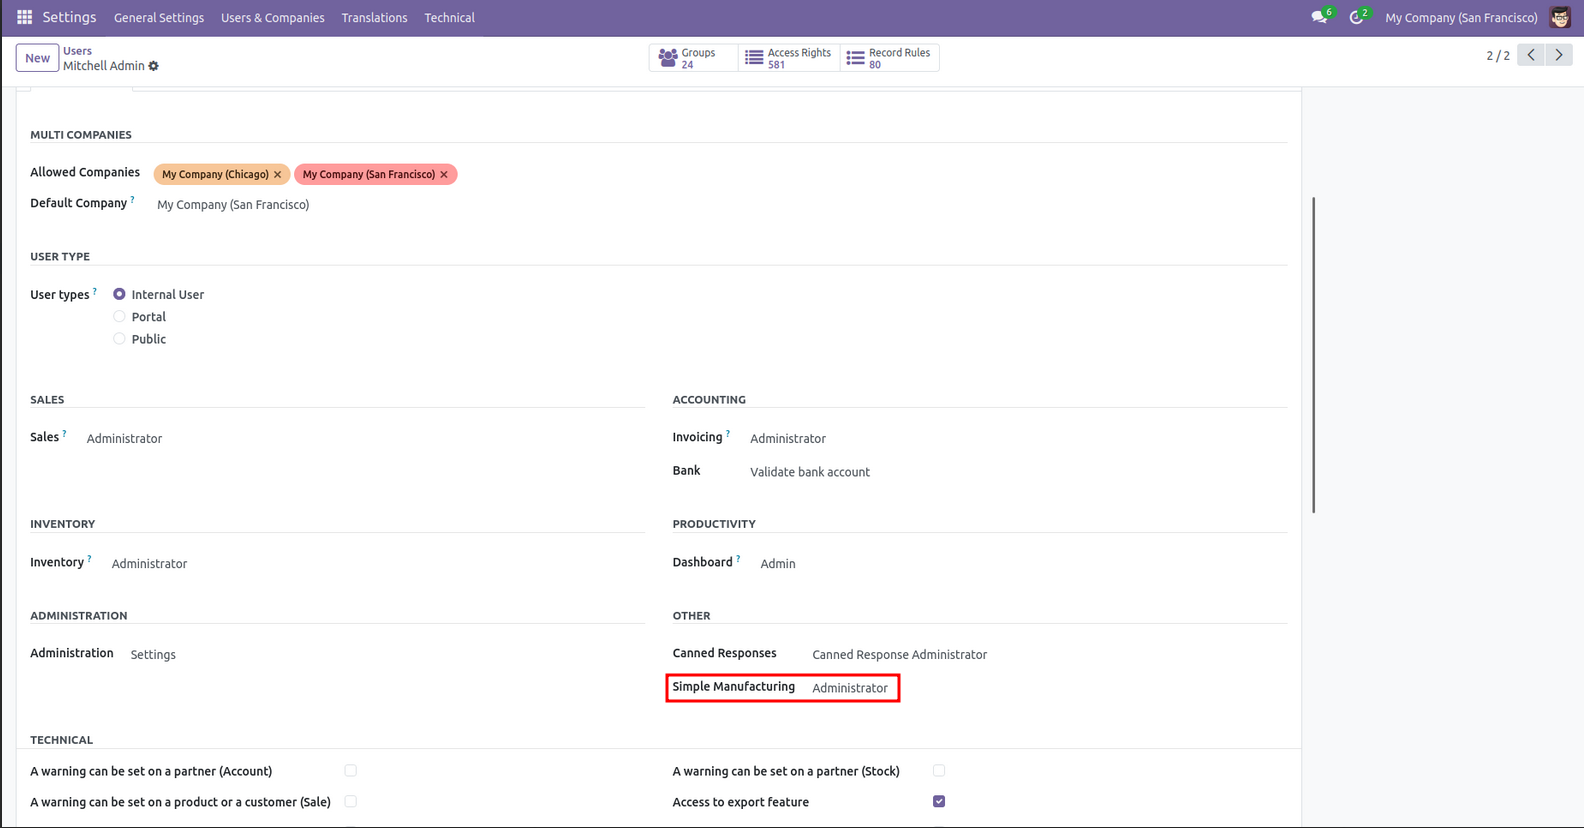 Settings General Settings Users & Companies Translations Technical 6 2 My Company (San Francisco)
New Users Groups 24 Access Rights 581 Record Rules 80 2 / 2
Mitchell Admin
MULTI COMPANIES
Allowed Companies My Company (Chicago) × My Company (San Francisco) ×
Default Company ? My Company (San Francisco)
USER TYPE
User types ? Internal User
Portal
Public
SALES ACCOUNTING
Sales ? Administrator Invoicing ? Administrator
Bank Validate bank account
INVENTORY PRODUCTIVITY
Inventory ? Administrator Dashboard ? Admin
ADMINISTRATION OTHER
Administration Settings Canned Responses Canned Response Administrator
Simple Manufacturing Administrator
TECHNICAL
A warning can be set on a partner (Account) A warning can be set on a partner (Stock)
A warning can be set on a product or a customer (Sale) Access to export feature